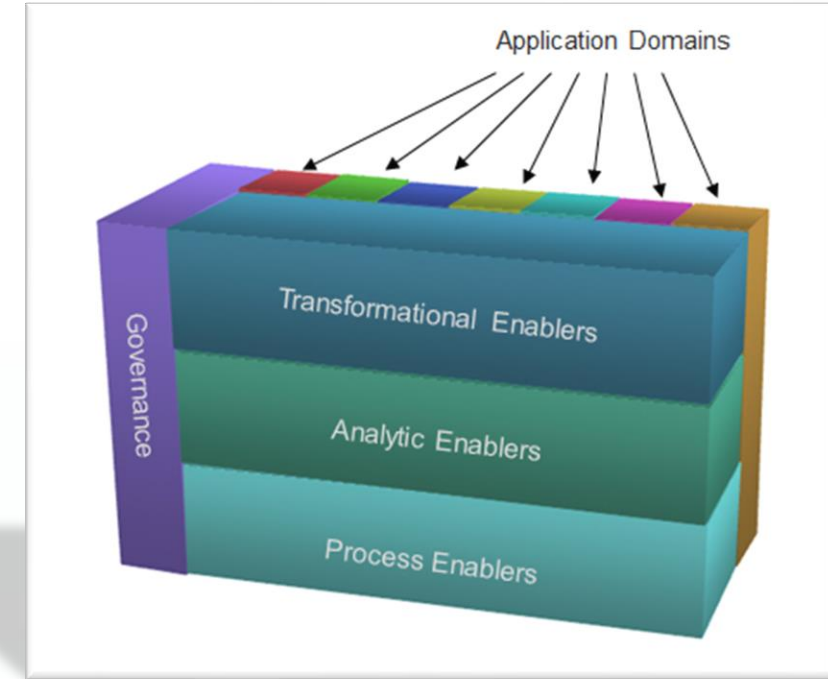 Application Domains
Governance
Transformational Enablers
Analytic Enablers
Process Enablers